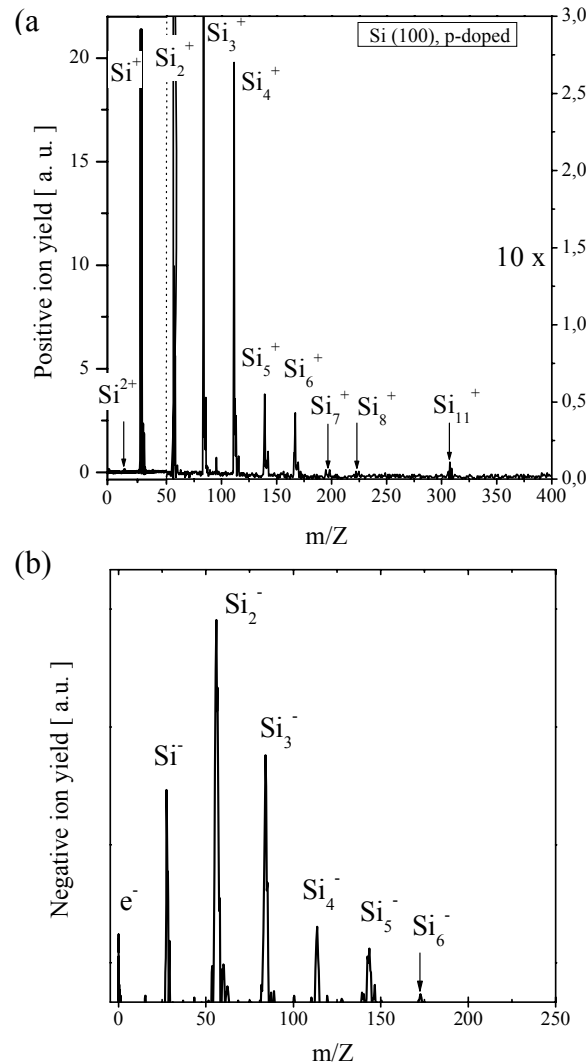 (a)
Si (100), p-doped
Si⁺
Si₂⁺
Si₃⁺
Si₄⁺
Si₅⁺
Si₆⁺
Si₇⁺
Si₈⁺
Si₁₁⁺
Si²⁺
10 x
Positive ion yield [ a. u. ]
20
15
10
5
0
3,0
2,5
2,0
1,5
1,0
0,5
0,0
0 50 100 150 200 250 300 350 400
m/Z
(b)
Si₂⁻
Si₃⁻
Si⁻
Si₄⁻
Si₅⁻
Si₆⁻
e⁻
Negative ion yield [ a.u. ]
0 50 100 150 200 250
m/Z